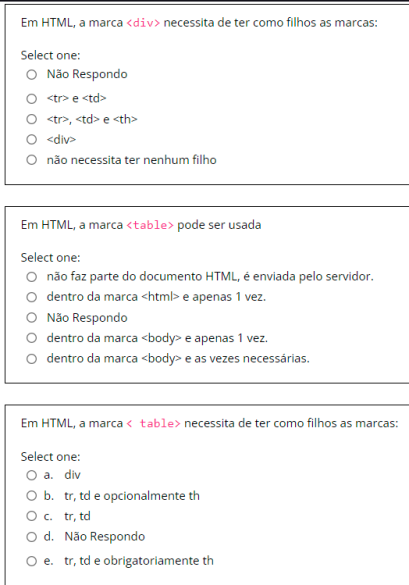 Em HTML, a marca <div> necessita de ter como filhos as marcas:
Select one:
Não Respondo
<tr> e <td>
<tr>, <td> e <th>
<div>
não necessita ter nenhum filho
Em HTML, a marca <table> pode ser usada
Select one:
não faz parte do documento HTML, é enviada pelo servidor.
dentro da marca <html> e apenas 1 vez.
Não Respondo
dentro da marca <body> e apenas 1 vez.
dentro da marca <body> e as vezes necessárias.
Em HTML, a marca < table> necessita de ter como filhos as marcas:
Select one:
a. div
b. tr, td e opcionalmente th
c. tr, td
d. Não Respondo
e. tr, td e obrigatoriamente th